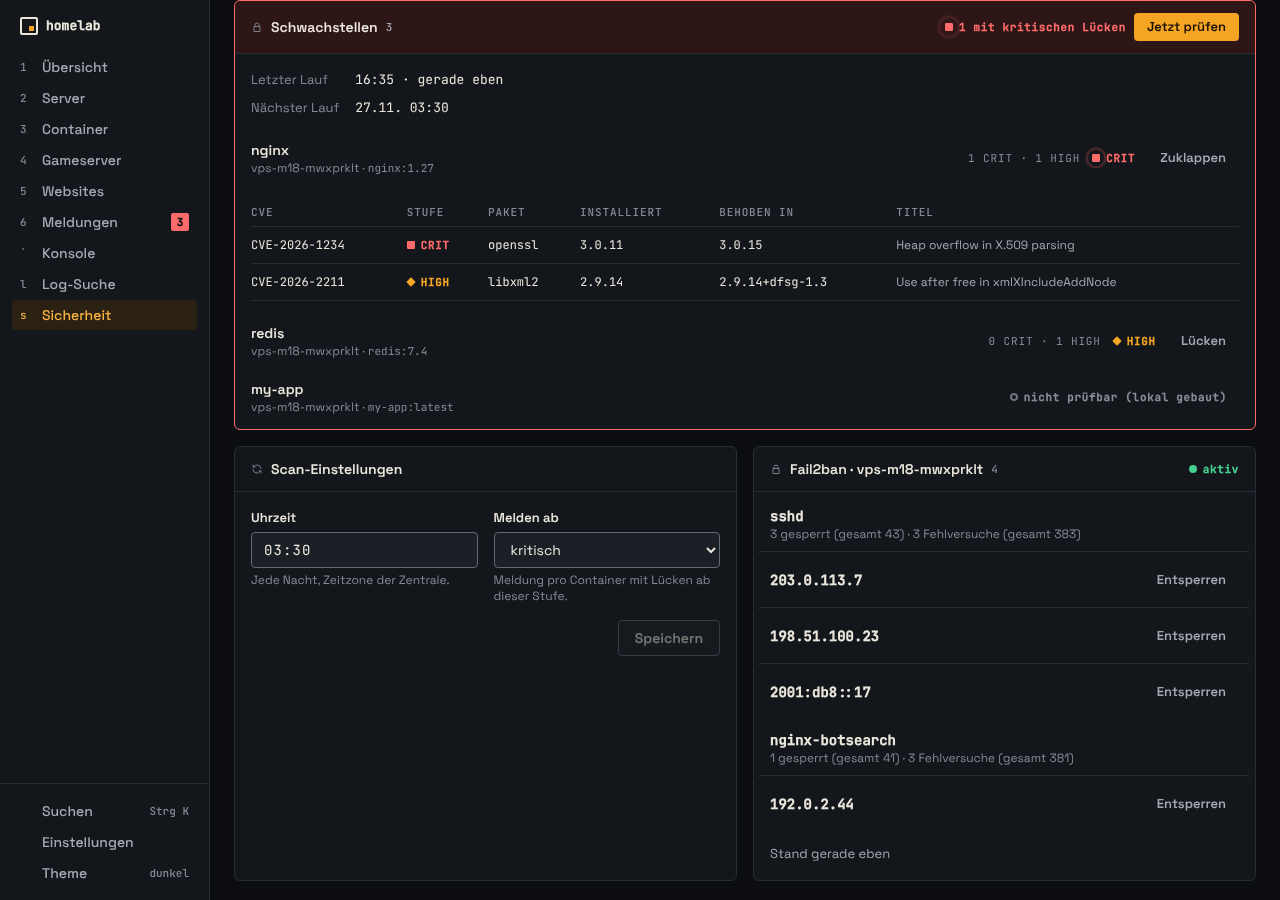 homelab
1 Übersicht
2 Server
3 Container
4 Gameserver
5 Websites
6 Meldungen 3
` Konsole
l Log-Suche
s Sicherheit
Suchen Strg K
Einstellungen
Theme dunkel
Schwachstellen 3
1 mit kritischen Lücken Jetzt prüfen
Letzter Lauf 16:35 · gerade eben
Nächster Lauf 27.11. 03:30
nginx
vps-m18-mwxprklt · nginx:1.27
1 CRIT · 1 HIGH CRIT Zuklappen
CVE STUFE PAKET INSTALLIERT BEHOBEN IN TITEL
CVE-2026-1234 CRIT openssl 3.0.11 3.0.15 Heap overflow in X.509 parsing
CVE-2026-2211 HIGH libxml2 2.9.14 2.9.14+dfsg-1.3 Use after free in xmlXIncludeAddNode
redis
vps-m18-mwxprklt · redis:7.4
0 CRIT · 1 HIGH HIGH Lücken
my-app
vps-m18-mwxprklt · my-app:latest
nicht prüfbar (lokal gebaut)
Scan-Einstellungen
Uhrzeit Melden ab
03:30 kritisch
Jede Nacht, Zeitzone der Zentrale.
Meldung pro Container mit Lücken ab
dieser Stufe.
Speichern
Fail2ban · vps-m18-mwxprklt 4 aktiv
sshd
3 gesperrt (gesamt 43) · 3 Fehlversuche (gesamt 383)
203.0.113.7 Entsperren
198.51.100.23 Entsperren
2001:db8::17 Entsperren
nginx-botsearch
1 gesperrt (gesamt 41) · 3 Fehlversuche (gesamt 381)
192.0.2.44 Entsperren
Stand gerade eben